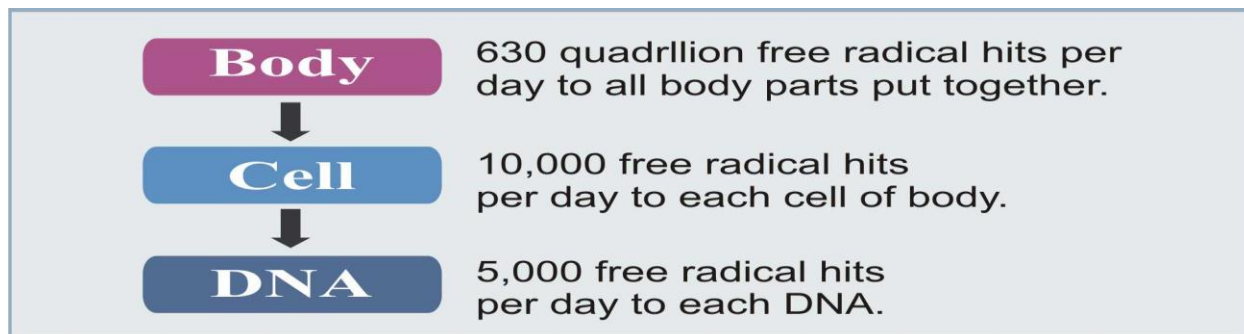 Body
630 quadrllion free radical hits per
day to all body parts put together.
Cell
10,000 free radical hits
per day to each cell of body.
DNA
5,000 free radical hits
per day to each DNA.